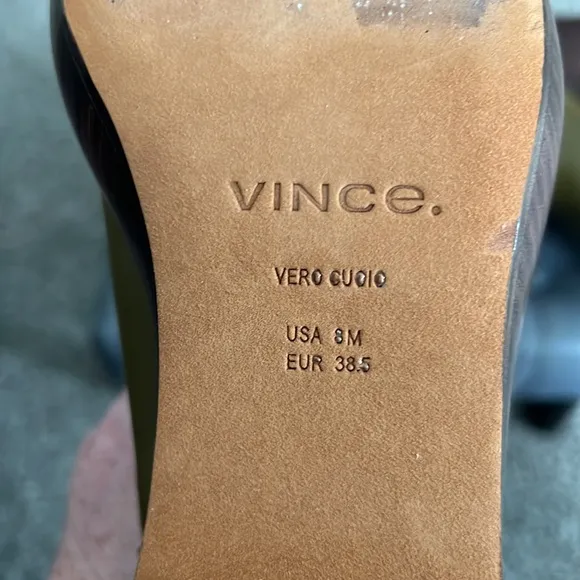 VINCe.
VERO CUOIO
USA 8M
EUR 38.5